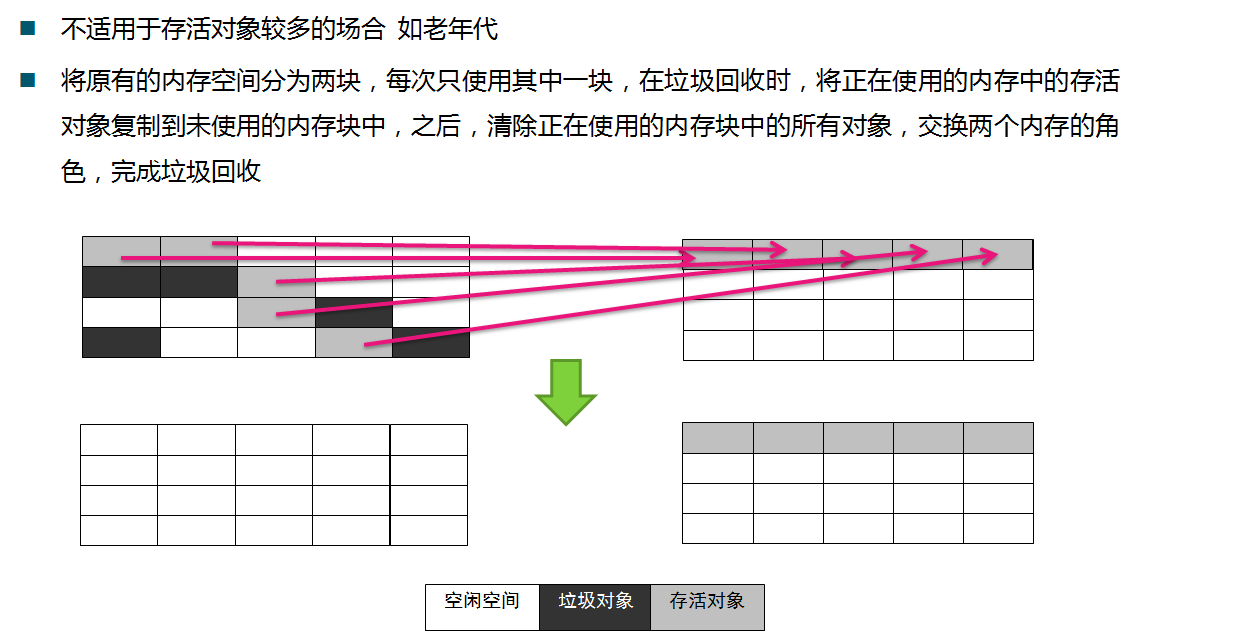 不适用于存活对象较多的场合 如老年代
将原有的内存空间分为两块，每次只使用其中一块，在垃圾回收时，将正在使用的内存中的存活
对象复制到未使用的内存块中，之后，清除正在使用的内存块中的所有对象，交换两个内存的角
色，完成垃圾回收
空闲空间 垃圾对象 存活对象